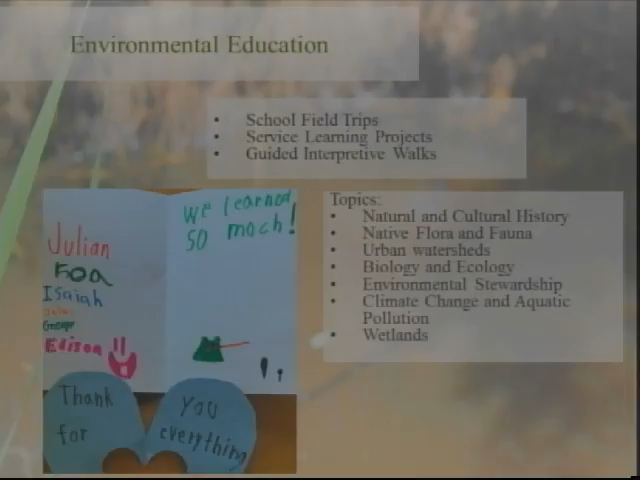 Environmental Education
• School Field Trips
• Service Learning Projects
• Guided Interpretive Walks
Topics:
• Natural and Cultural History
• Native Flora and Fauna
• Urban watersheds
• Biology and Ecology
• Environmental Stewardship
• Climate Change and Aquatic
Pollution
• Wetlands
Julian
Isaiah
Edison
we learned
so moch!
Thank
for
you
everything